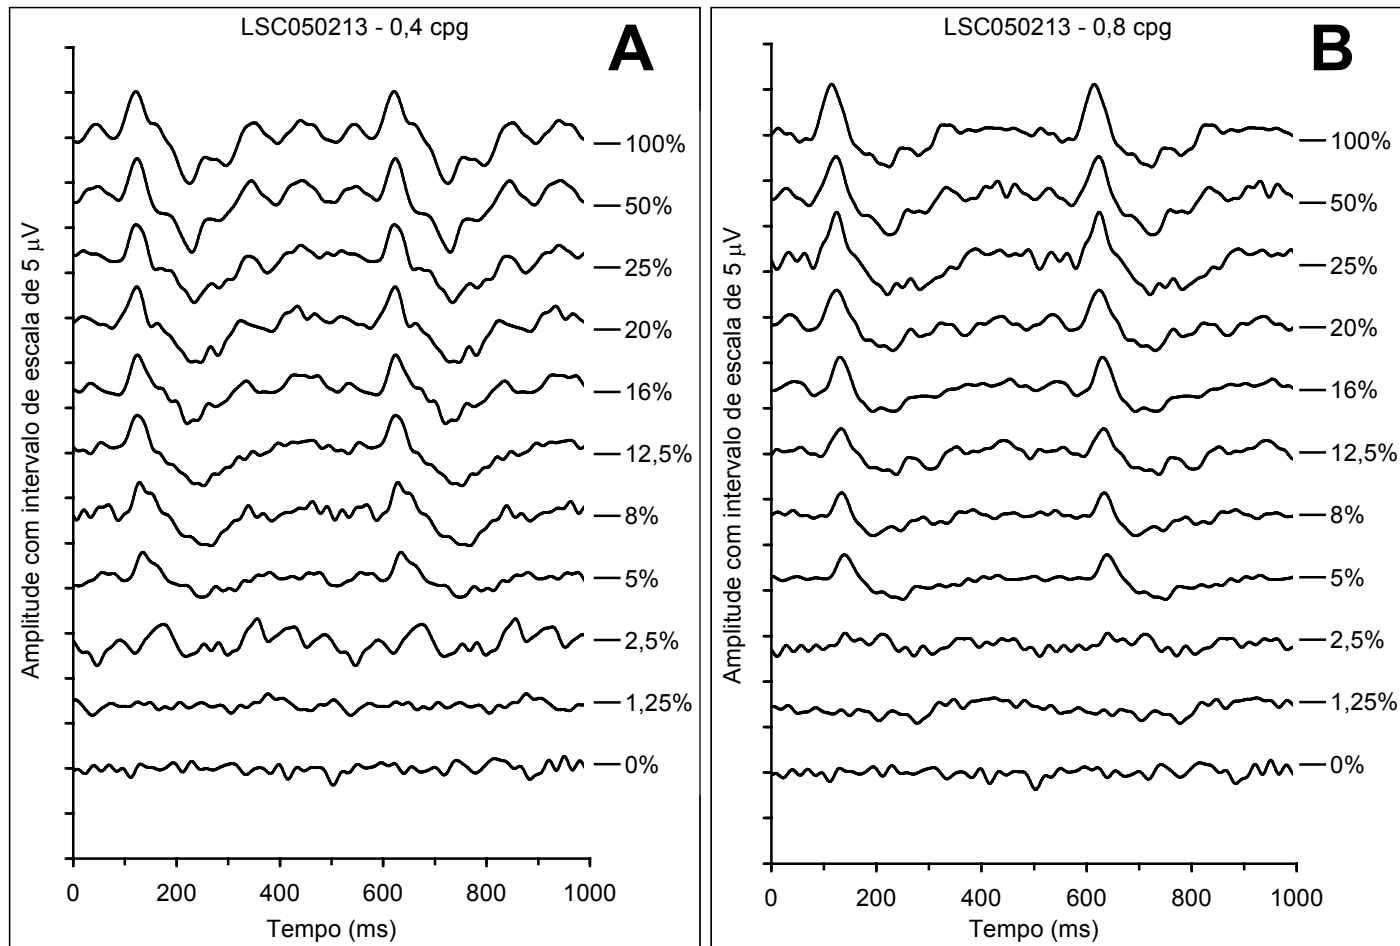 LSC050213 - 0,4 cpg
A
Amplitude com intervalo de escala de 5 µV
100%
50%
25%
20%
16%
12,5%
8%
5%
2,5%
1,25%
0%
0 200 400 600 800 1000
Tempo (ms)
LSC050213 - 0,8 cpg
B
Amplitude com intervalo de escala de 5 µV
100%
50%
25%
20%
16%
12,5%
8%
5%
2,5%
1,25%
0%
0 200 400 600 800 1000
Tempo (ms)